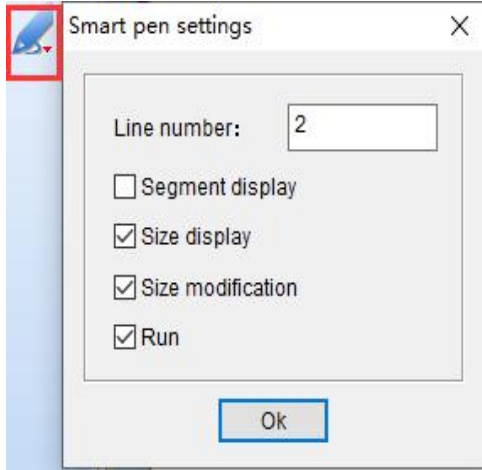 Smart pen settings
Line number: 2
Segment display
Size display
Size modification
Run
Ok